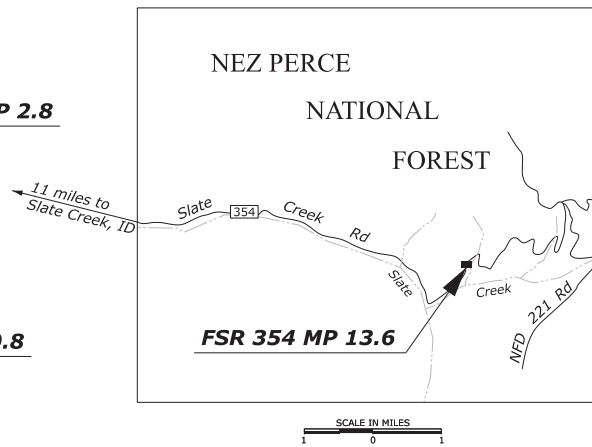 NEZ PERCE
NATIONAL
FOREST
P 2.8
11 miles to
Slate Creek, ID
Slate
354
Creek
Rd
Slate
Creek
NFD 221 Rd
FSR 354 MP 13.6
0.8
SCALE IN MILES
1 0 1